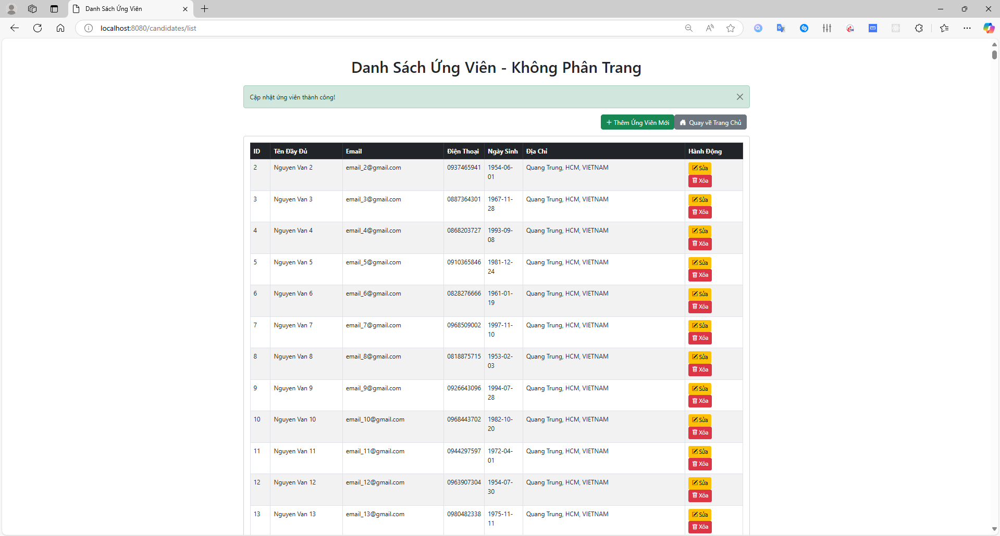 Danh Sách Ứng Viên
localhost:8080/candidates/list
Danh Sách Ứng Viên - Không Phân Trang
Cập nhật ứng viên thành công!
Thêm Ứng Viên Mới Quay về Trang Chủ
ID Tên Đầy Đủ Email Điện Thoại Ngày Sinh Địa Chỉ Hành Động
2 Nguyen Van 2 email_2@gmail.com 0937465941 1954-06- Quang Trung, HCM, VIETNAM Sửa
01 Xóa
3 Nguyen Van 3 email_3@gmail.com 0887364301 1967-11- Quang Trung, HCM, VIETNAM Sửa
28 Xóa
4 Nguyen Van 4 email_4@gmail.com 0868203727 1993-09- Quang Trung, HCM, VIETNAM Sửa
08 Xóa
5 Nguyen Van 5 email_5@gmail.com 0910365846 1981-12- Quang Trung, HCM, VIETNAM Sửa
24 Xóa
6 Nguyen Van 6 email_6@gmail.com 0828276666 1961-01- Quang Trung, HCM, VIETNAM Sửa
19 Xóa
7 Nguyen Van 7 email_7@gmail.com 0968509002 1997-11- Quang Trung, HCM, VIETNAM Sửa
10 Xóa
8 Nguyen Van 8 email_8@gmail.com 0818875715 1953-02- Quang Trung, HCM, VIETNAM Sửa
03 Xóa
9 Nguyen Van 9 email_9@gmail.com 0926643096 1994-07- Quang Trung, HCM, VIETNAM Sửa
28 Xóa
10 Nguyen Van 10 email_10@gmail.com 0968443702 1982-10- Quang Trung, HCM, VIETNAM Sửa
20 Xóa
11 Nguyen Van 11 email_11@gmail.com 0944297597 1972-04- Quang Trung, HCM, VIETNAM Sửa
01 Xóa
12 Nguyen Van 12 email_12@gmail.com 0963907304 1954-07- Quang Trung, HCM, VIETNAM Sửa
30 Xóa
13 Nguyen Van 13 email_13@gmail.com 0980482338 1975-11- Quang Trung, HCM, VIETNAM Sửa
11 Xóa